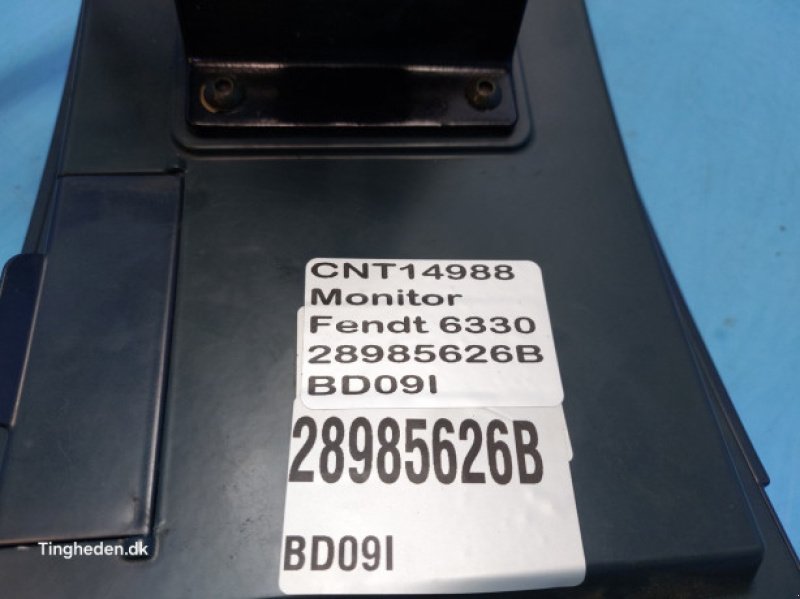 CNT14988
Monitor
Fendt 6330
28985626B
BD09I
28985626B
BD09I
Tingheden.dk